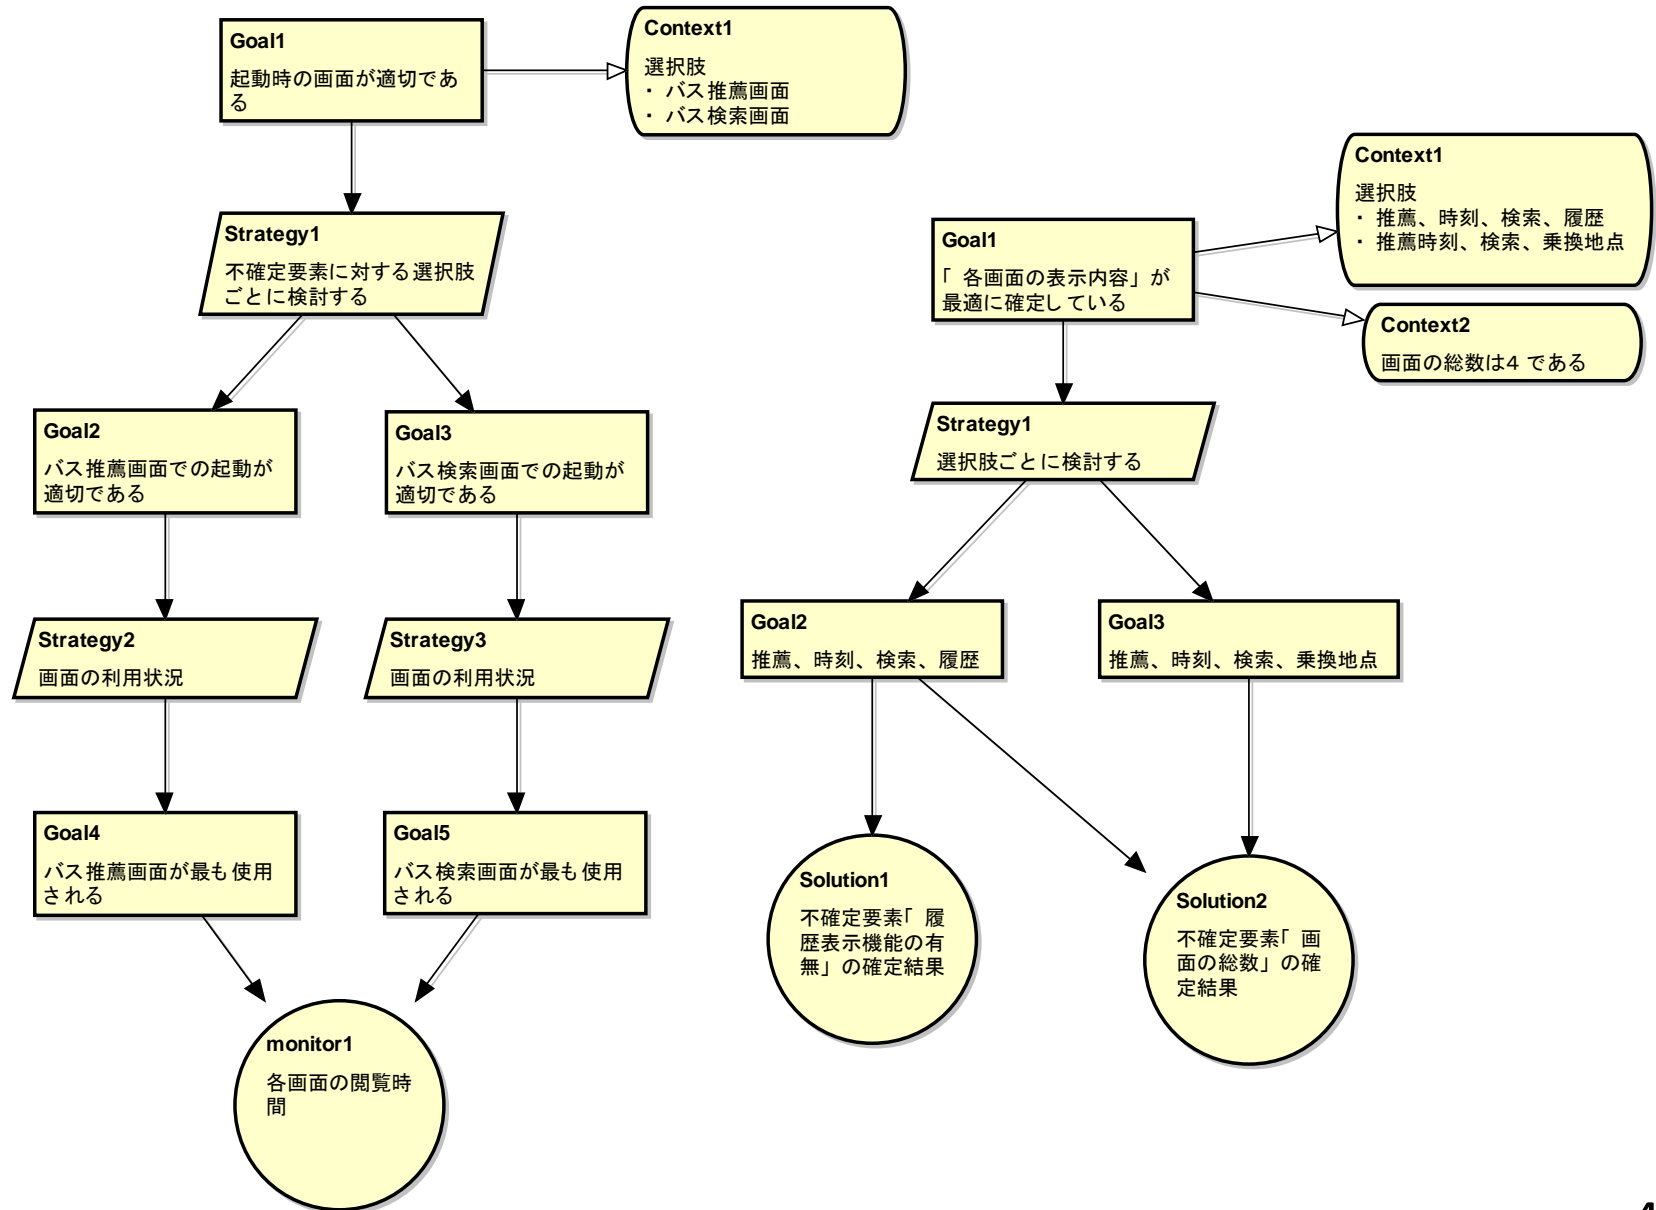 Goal1
起動時の画面が適切であ
る
Context1
選択肢
・ バス推薦画面
・ バス検索画面
Strategy1
不確定要素に対する選択肢
ごとに検討する
Goal2
バス推薦画面での起動が
適切である
Goal3
バス検索画面での起動が
適切である
Strategy2
画面の利用状況
Strategy3
画面の利用状況
Goal4
バス推薦画面が最も使用
される
Goal5
バス検索画面が最も使用
される
monitor1
各画面の閲覧時
間
Goal1
「 各画面の表示内容」が
最適に確定している
Context1
選択肢
・ 推薦、時刻、検索、履歴
・ 推薦時刻、検索、乗換地点
Context2
画面の総数は4 である
Strategy1
選択肢ごとに検討する
Goal2
推薦、時刻、検索、履歴
Goal3
推薦、時刻、検索、乗換地点
Solution1
不確定要素「 履
歴表示機能の有
無」の確定結果
Solution2
不確定要素「 画
面の総数」の確
定結果